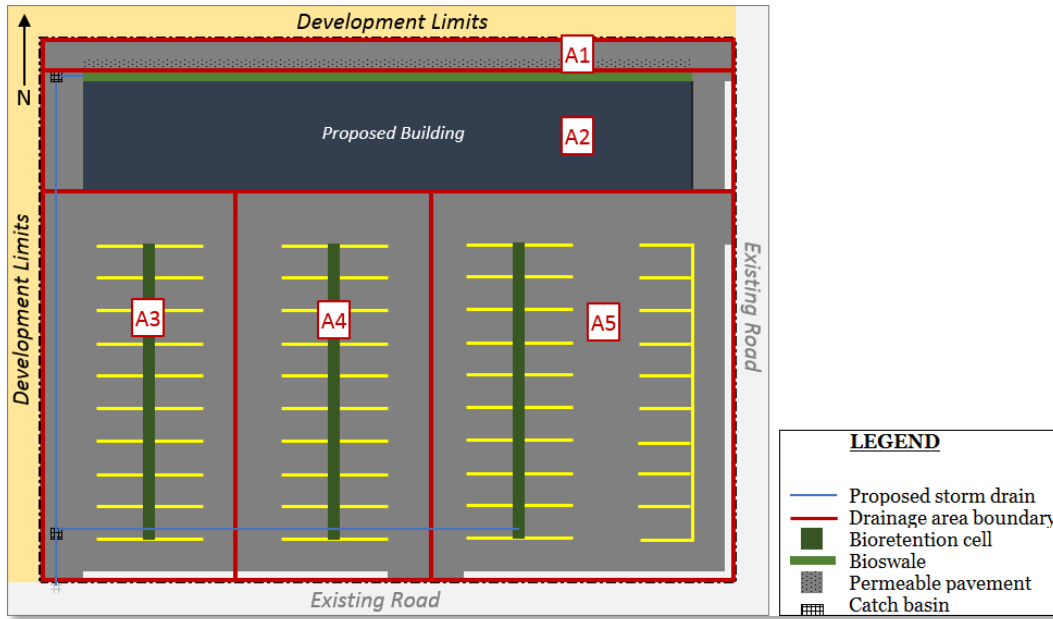 Development Limits
A1
N
Proposed Building
A2
Development Limits
A3
A4
A5
Existing Road
Existing Road
LEGEND
Proposed storm drain
Drainage area boundary
Bioretention cell
Bioswale
Permeable pavement
Catch basin